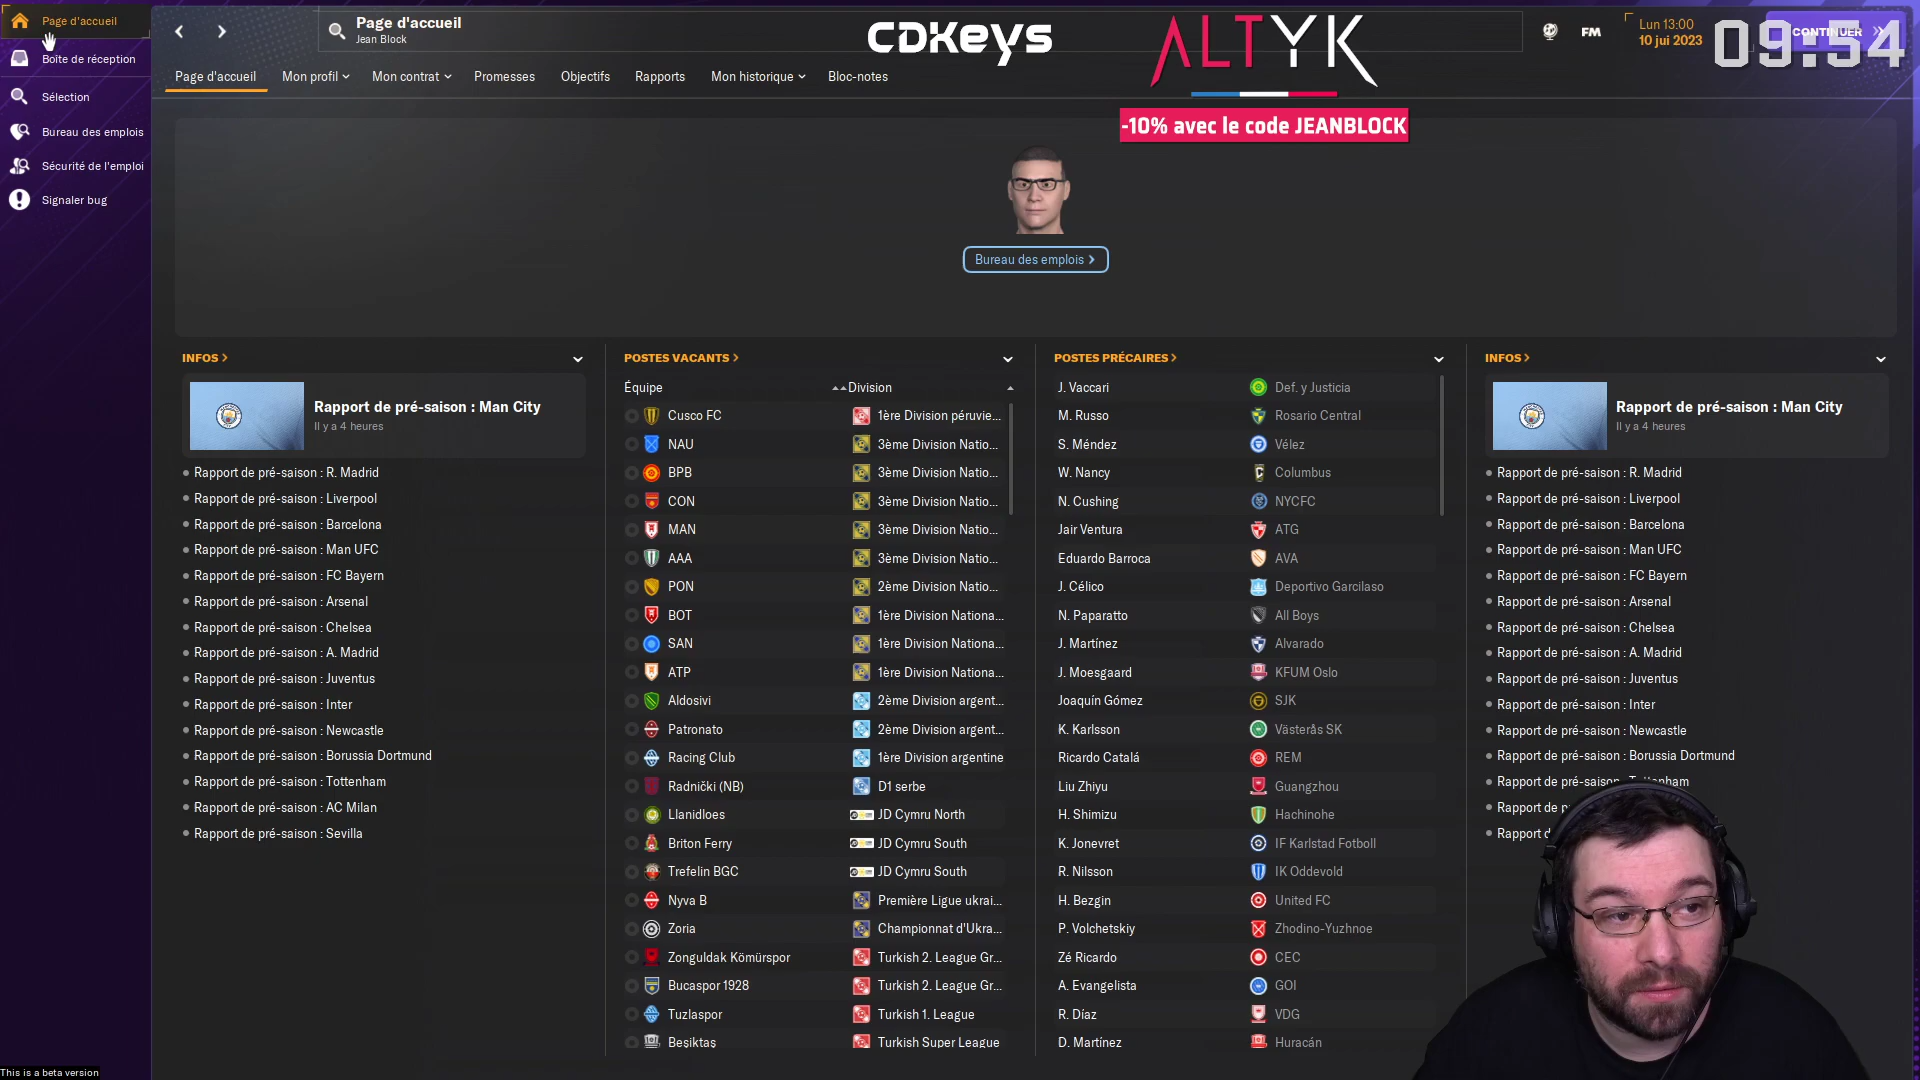 Page d'accueil
Boîte de réception
Sélection
Bureau des emplois
Sécurité de l'emploi
Signaler bug
Page d'accueil
Jean Block
CDKeys
ALTYK
-10% avec le code JEANBLOCK
FM
Lun 13:00
10 jui 2023
CONTINUER
09:54
Page d'accueil
Mon profil
Mon contrat
Promesses
Objectifs
Rapports
Mon historique
Bloc-notes
Bureau des emplois
INFOS
Rapport de pré-saison : Man City
Il y a 4 heures
Rapport de pré-saison : R. Madrid
Rapport de pré-saison : Liverpool
Rapport de pré-saison : Barcelona
Rapport de pré-saison : Man UFC
Rapport de pré-saison : FC Bayern
Rapport de pré-saison : Arsenal
Rapport de pré-saison : Chelsea
Rapport de pré-saison : A. Madrid
Rapport de pré-saison : Juventus
Rapport de pré-saison : Inter
Rapport de pré-saison : Newcastle
Rapport de pré-saison : Borussia Dortmund
Rapport de pré-saison : Tottenham
Rapport de pré-saison : AC Milan
Rapport de pré-saison : Sevilla
POSTES VACANTS
Équipe Division
Cusco FC 1ère Division péruvie...
NAU 3ème Division Natio...
BPB 3ème Division Natio...
CON 3ème Division Natio...
MAN 3ème Division Natio...
AAA 3ème Division Natio...
PON 2ème Division Natio...
BOT 1ère Division Nationa...
SAN 1ère Division Nationa...
ATP 1ère Division Nationa...
Aldosivi 2ème Division argent...
Patronato 2ème Division argent...
Racing Club 1ère Division argentine
Radnički (NB) D1 serbe
Llanidloes JD Cymru North
Briton Ferry JD Cymru South
Trefelin BGC JD Cymru South
Nyva B Première Ligue ukrai...
Zoria Championnat d'Ukra...
Zonguldak Kömürspor Turkish 2. League Gr...
Bucaspor 1928 Turkish 2. League Gr...
Tuzlaspor Turkish 1. League
Beşiktaş Turkish Super League
POSTES PRÉCAIRES
J. Vaccari Def. y Justicia
M. Russo Rosario Central
S. Méndez Vélez
W. Nancy Columbus
N. Cushing NYCFC
Jair Ventura ATG
Eduardo Barroca AVA
J. Célico Deportivo Garcilaso
N. Paparatto All Boys
J. Martínez Alvarado
J. Moesgaard KFUM Oslo
Joaquín Gómez SJK
K. Karlsson Västerås SK
Ricardo Catalá REM
Liu Zhiyu Guangzhou
H. Shimizu Hachinohe
K. Jonevret IF Karlstad Fotboll
R. Nilsson IK Oddevold
H. Bezgin United FC
P. Volchetskiy Zhodino-Yuzhnoe
Zé Ricardo CEC
A. Evangelista GOI
R. Díaz VDG
D. Martínez Huracán
INFOS
Rapport de pré-saison : Man City
Il y a 4 heures
Rapport de pré-saison : R. Madrid
Rapport de pré-saison : Liverpool
Rapport de pré-saison : Barcelona
Rapport de pré-saison : Man UFC
Rapport de pré-saison : FC Bayern
Rapport de pré-saison : Arsenal
Rapport de pré-saison : Chelsea
Rapport de pré-saison : A. Madrid
Rapport de pré-saison : Juventus
Rapport de pré-saison : Inter
Rapport de pré-saison : Newcastle
Rapport de pré-saison : Borussia Dortmund
Rapport de pré-saison : Tottenham
Rapport de p
Rapport d
This is a beta version